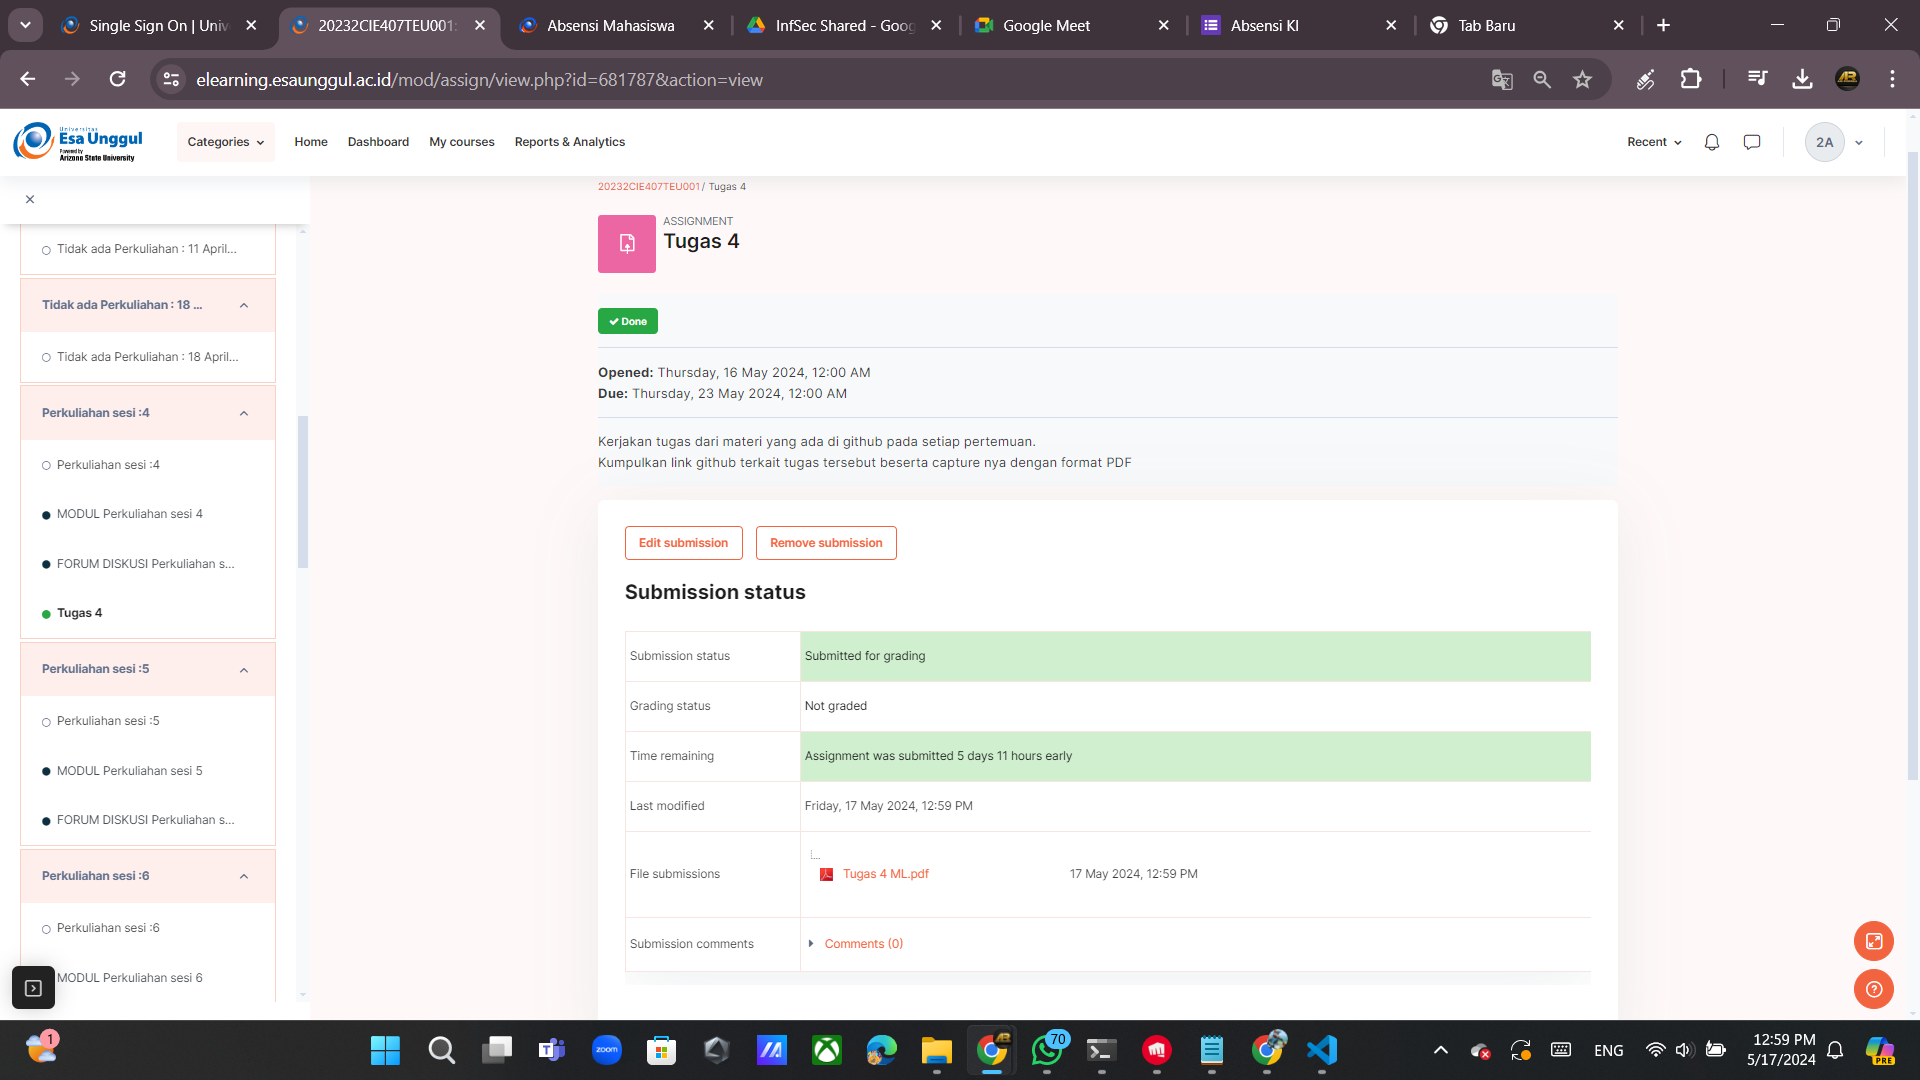 Single Sign On | Univ
20232CIE407TEU001:
Absensi Mahasiswa
InfSec Shared - Goog
Google Meet
Absensi KI
Tab Baru
elearning.esaunggul.ac.id/mod/assign/view.php?id=681787&action=view
Universitas
Esa Unggul
Powered by
Arizona State University
Categories
Home
Dashboard
My courses
Reports & Analytics
Recent
2A
Tidak ada Perkuliahan : 11 April...
Tidak ada Perkuliahan : 18 ...
Tidak ada Perkuliahan : 18 April...
Perkuliahan sesi :4
Perkuliahan sesi :4
MODUL Perkuliahan sesi 4
FORUM DISKUSI Perkuliahan s...
Tugas 4
Perkuliahan sesi :5
Perkuliahan sesi :5
MODUL Perkuliahan sesi 5
FORUM DISKUSI Perkuliahan s...
Perkuliahan sesi :6
Perkuliahan sesi :6
MODUL Perkuliahan sesi 6
20232CIE407TEU001 / Tugas 4
ASSIGNMENT
Tugas 4
Done
Opened: Thursday, 16 May 2024, 12:00 AM
Due: Thursday, 23 May 2024, 12:00 AM
Kerjakan tugas dari materi yang ada di github pada setiap pertemuan.
Kumpulkan link github terkait tugas tersebut beserta capture nya dengan format PDF
Edit submission
Remove submission
Submission status
Submission status
Submitted for grading
Grading status
Not graded
Time remaining
Assignment was submitted 5 days 11 hours early
Last modified
Friday, 17 May 2024, 12:59 PM
File submissions
Tugas 4 ML.pdf
17 May 2024, 12:59 PM
Submission comments
Comments (0)
1
zoom
70
ENG
12:59 PM
5/17/2024
PRE